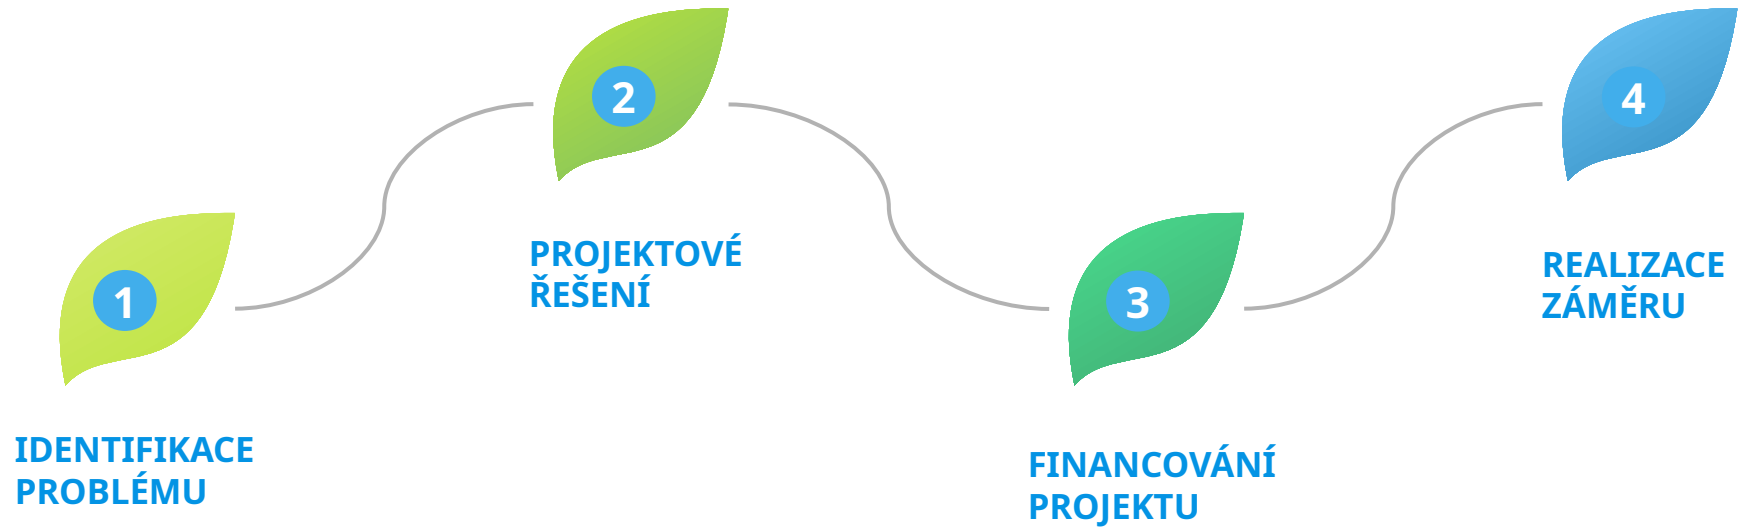 1
IDENTIFIKACE
PROBLÉMU
2
PROJEKTOVÉ
ŘEŠENÍ
3
FINANCOVÁNÍ
PROJEKTU
4
REALIZACE
ZÁMĚRU